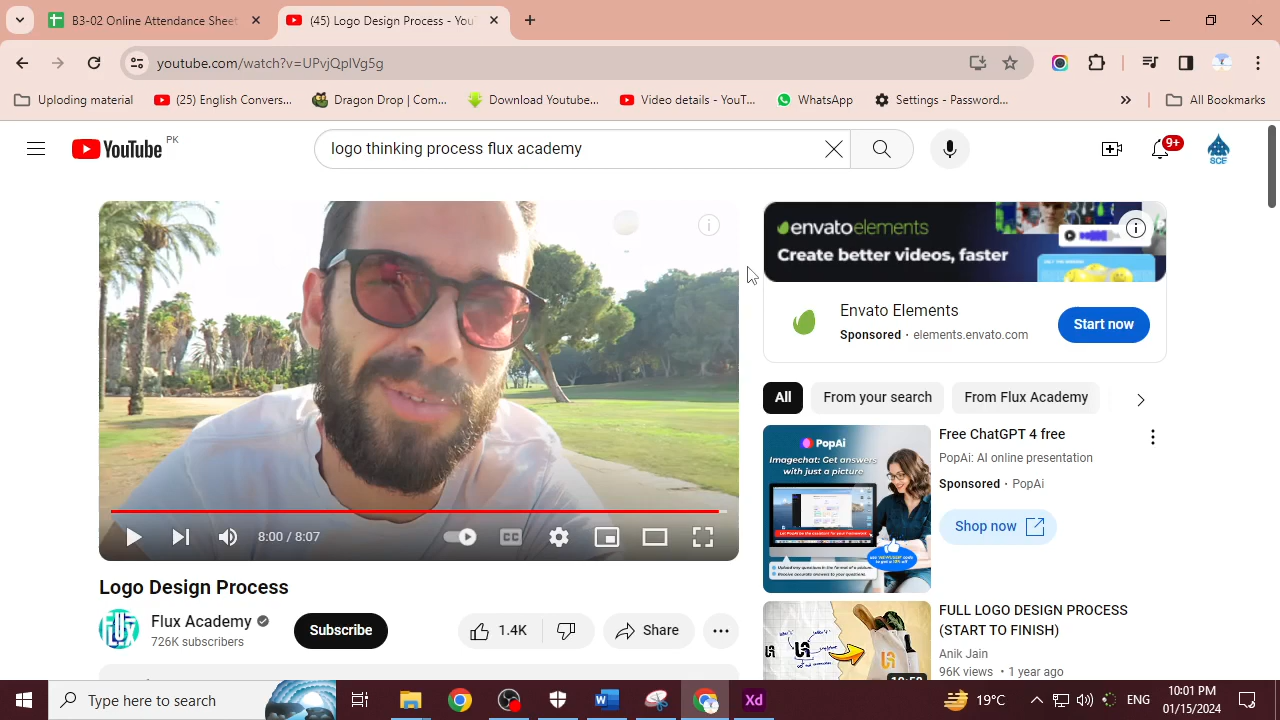 B3-02 Online Attendance Sheet
(45) Logo Design Process - You
youtube.com/watch?v=UPvjQpIVg5g
Uploding material
(25) English Convers...
Dragon Drop | Com...
Download Youtube...
Video details - YouT...
WhatsApp
Settings - Password...
All Bookmarks
YouTube PK
logo thinking process flux academy
9+
SCF
envato elements
Create better videos, faster
Envato Elements
Sponsored · elements.envato.com
Start now
All
From your search
From Flux Academy
PopAi
Imagechat: Get answers
with just a picture
Free ChatGPT 4 free
PopAi: AI online presentation
Sponsored · PopAi
Shop now
8:00 / 8:07
CC
Logo Design Process
Flux Academy
726K subscribers
Subscribe
1.4K
Share
FULL LOGO DESIGN PROCESS
(START TO FINISH)
Anik Jain
96K views · 1 year ago
Type here to search
Xd
19°C
ENG
10:01 PM
01/15/2024